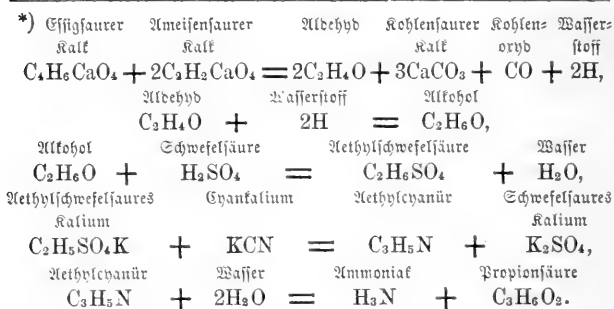 *) Essigsaurer Ameisensaurer Aldehyd Kohlensaurer Kohlen- Wasser-
Kalk Kalk Kalk oxyd stoff
C₄H₆CaO₄ + 2C₂H₂CaO₄ = 2C₂H₄O + 3CaCO₃ + CO + 2H,
Aldehyd Wasserstoff Alkohol
C₂H₄O + 2H = C₂H₆O,
Alkohol Schwefelsäure Aethylschwefelsäure Wasser
C₂H₆O + H₂SO₄ = C₂H₆SO₄ + H₂O,
Aethylschwefelsaures Cyankalium Aethylcyanür Schwefelsaures
Kalium Kalium
C₂H₅SO₄K + KCN = C₃H₅N + K₂SO₄,
Aethylcyanür Wasser Ammoniak Propionsäure
C₃H₅N + 2H₂O = H₃N + C₃H₆O₂.